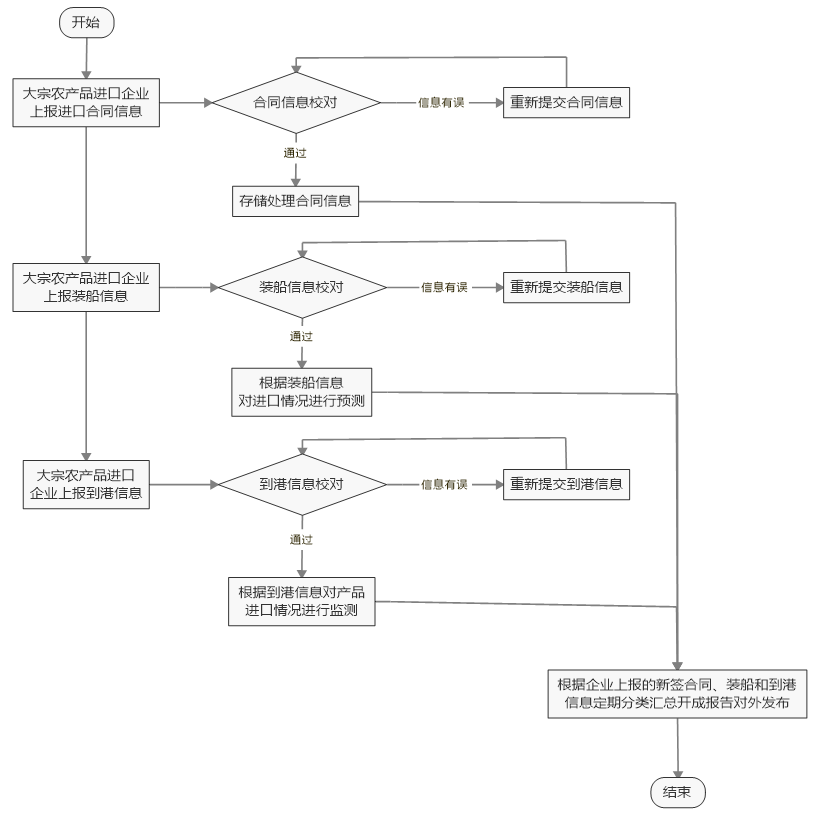 开始
大宗农产品进口企业
上报进口合同信息
合同信息校对
信息有误
重新提交合同信息
通过
存储处理合同信息
大宗农产品进口企业
上报装船信息
装船信息校对
信息有误
重新提交装船信息
通过
根据装船信息
对进口情况进行预测
大宗农产品进口
企业上报到港信息
到港信息校对
信息有误
重新提交到港信息
通过
根据到港信息对产品
进口情况进行监测
根据企业上报的新签合同、装船和到港
信息定期分类汇总开成报告对外发布
结束